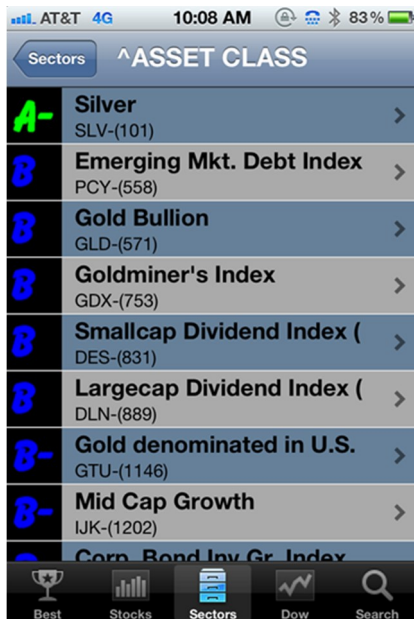 AT&T 4G 10:08 AM 83%
Sectors ^ASSET CLASS
A- Silver
SLV-(101)
B Emerging Mkt. Debt Index
PCY-(558)
B Gold Bullion
GLD-(571)
B Goldminer's Index
GDX-(753)
B Smallcap Dividend Index (
DES-(831)
B Largecap Dividend Index (
DLN-(889)
B- Gold denominated in U.S.
GTU-(1146)
B- Mid Cap Growth
IJK-(1202)
Corp. Bond Inv Gr. Index
Best Stocks Sectors Dow Search